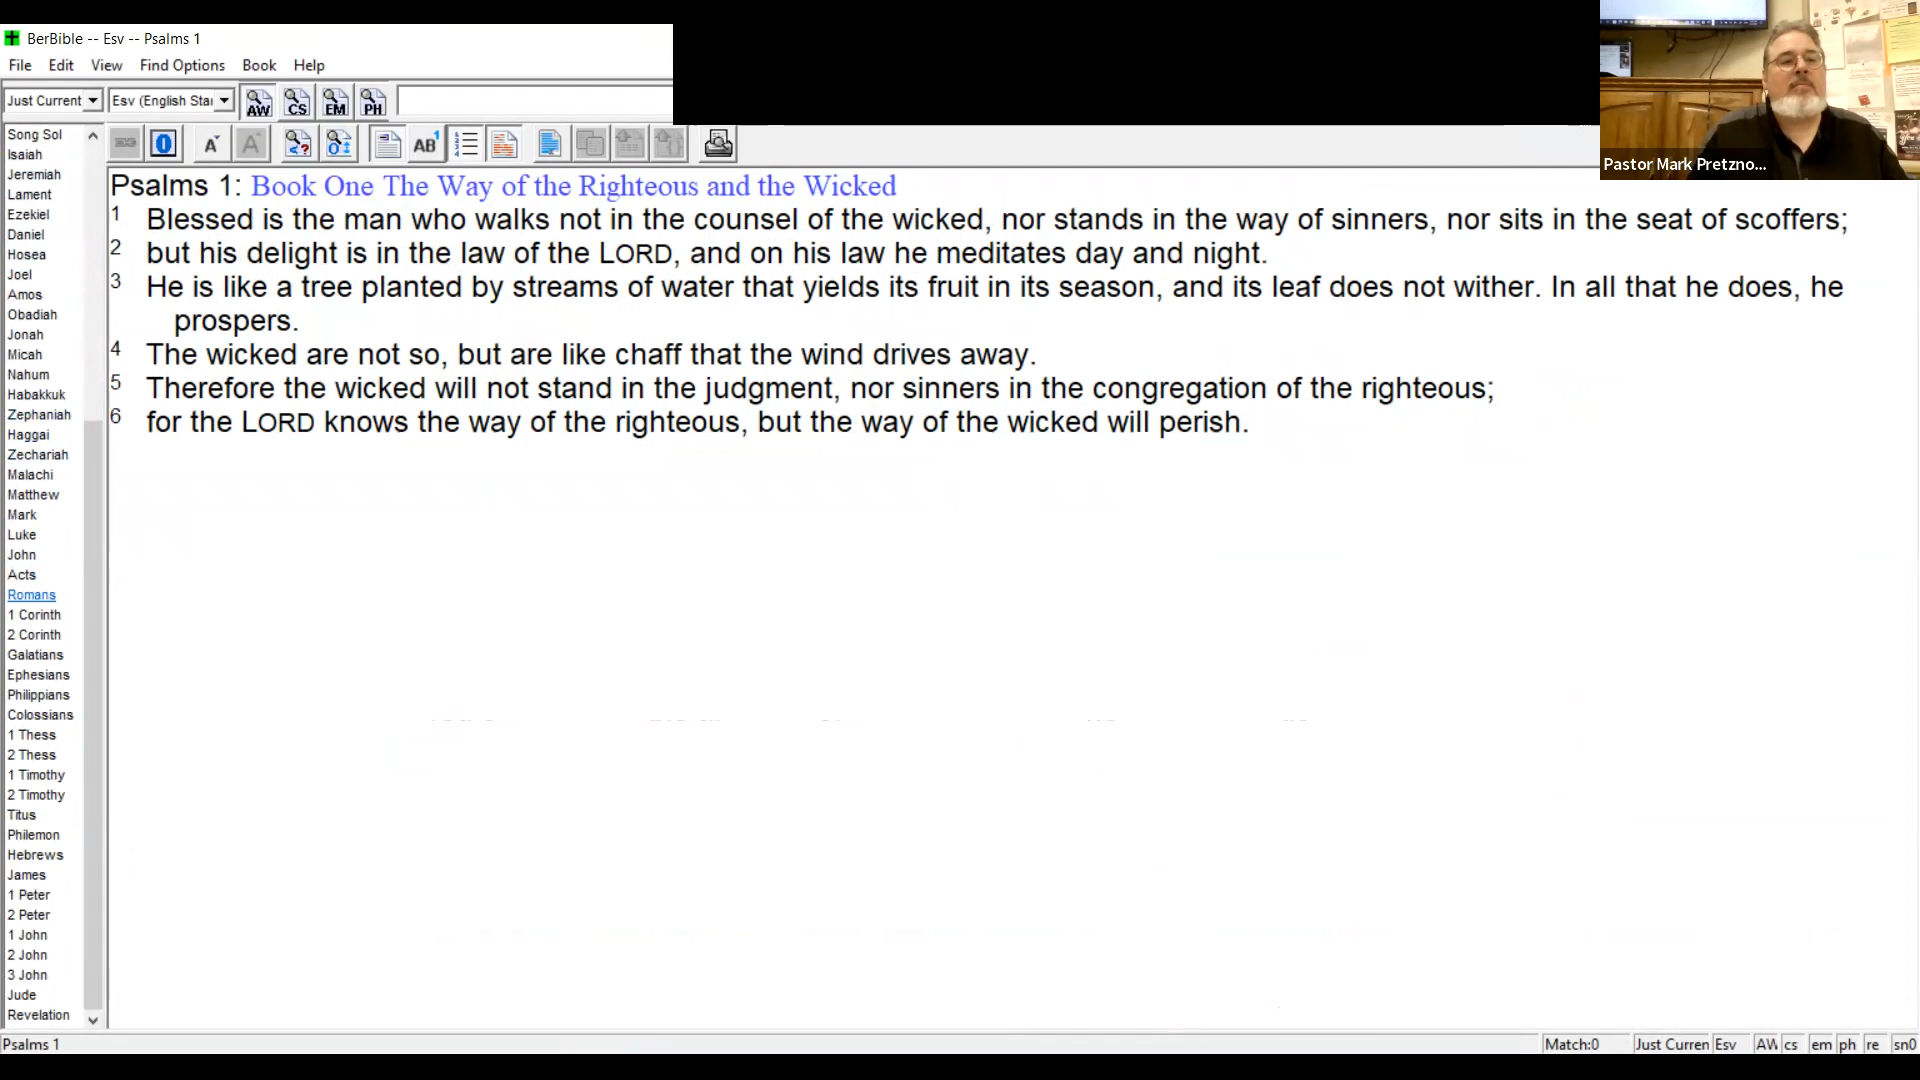 BerBible -- Esv -- Psalms 1
File Edit View Find Options Book Help
Just Current Esv (English Star AW CS EM PH
A A ? AB1
Pastor Mark Pretzno...
Song Sol
Isaiah
Jeremiah
Lament
Ezekiel
Daniel
Hosea
Joel
Amos
Obadiah
Jonah
Micah
Nahum
Habakkuk
Zephaniah
Haggai
Zechariah
Malachi
Matthew
Mark
Luke
John
Acts
Romans
1 Corinth
2 Corinth
Galatians
Ephesians
Philippians
Colossians
1 Thess
2 Thess
1 Timothy
2 Timothy
Titus
Philemon
Hebrews
James
1 Peter
2 Peter
1 John
2 John
3 John
Jude
Revelation
Psalms 1: Book One The Way of the Righteous and the Wicked
1 Blessed is the man who walks not in the counsel of the wicked, nor stands in the way of sinners, nor sits in the seat of scoffers;
2 but his delight is in the law of the LORD, and on his law he meditates day and night.
3 He is like a tree planted by streams of water that yields its fruit in its season, and its leaf does not wither. In all that he does, he
prospers.
4 The wicked are not so, but are like chaff that the wind drives away.
5 Therefore the wicked will not stand in the judgment, nor sinners in the congregation of the righteous;
6 for the LORD knows the way of the righteous, but the way of the wicked will perish.
Psalms 1 Match:0 Just Curren Esv AW cs em ph re sn0